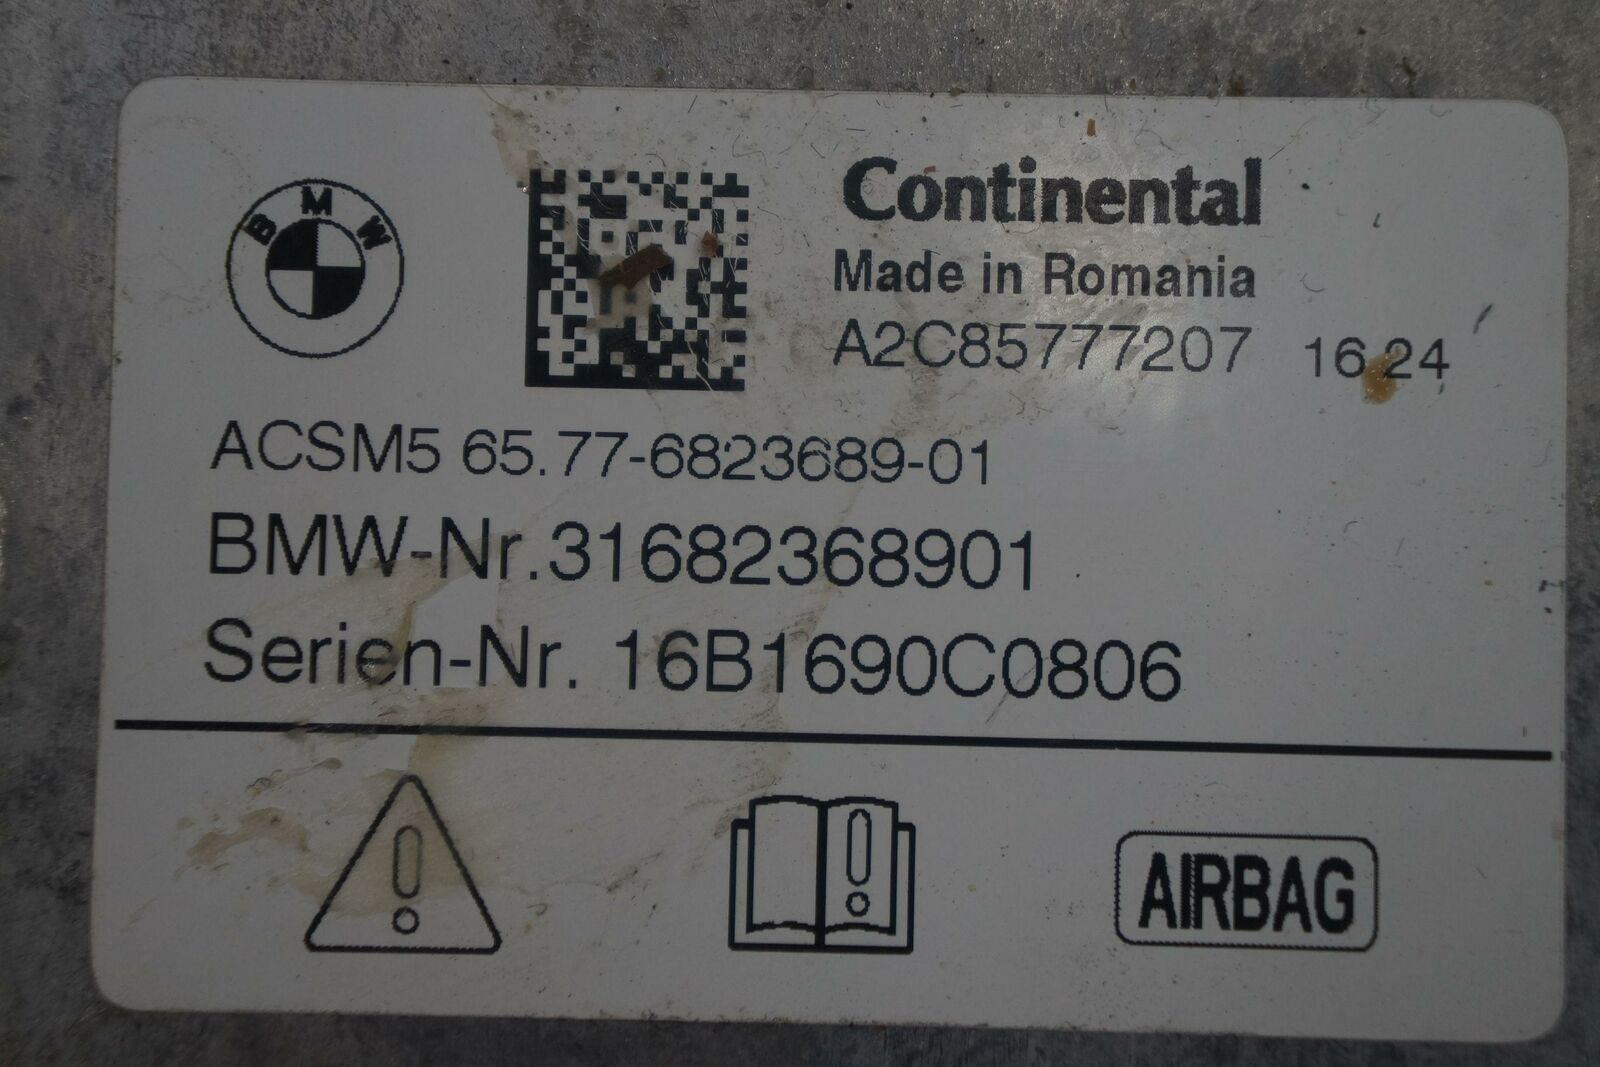 BMW
Continental
Made in Romania
A2C85777207 16 24
ACSM5 65.77-6823689-01
BMW-Nr.31682368901
Serien-Nr. 16B1690C0806
AIRBAG